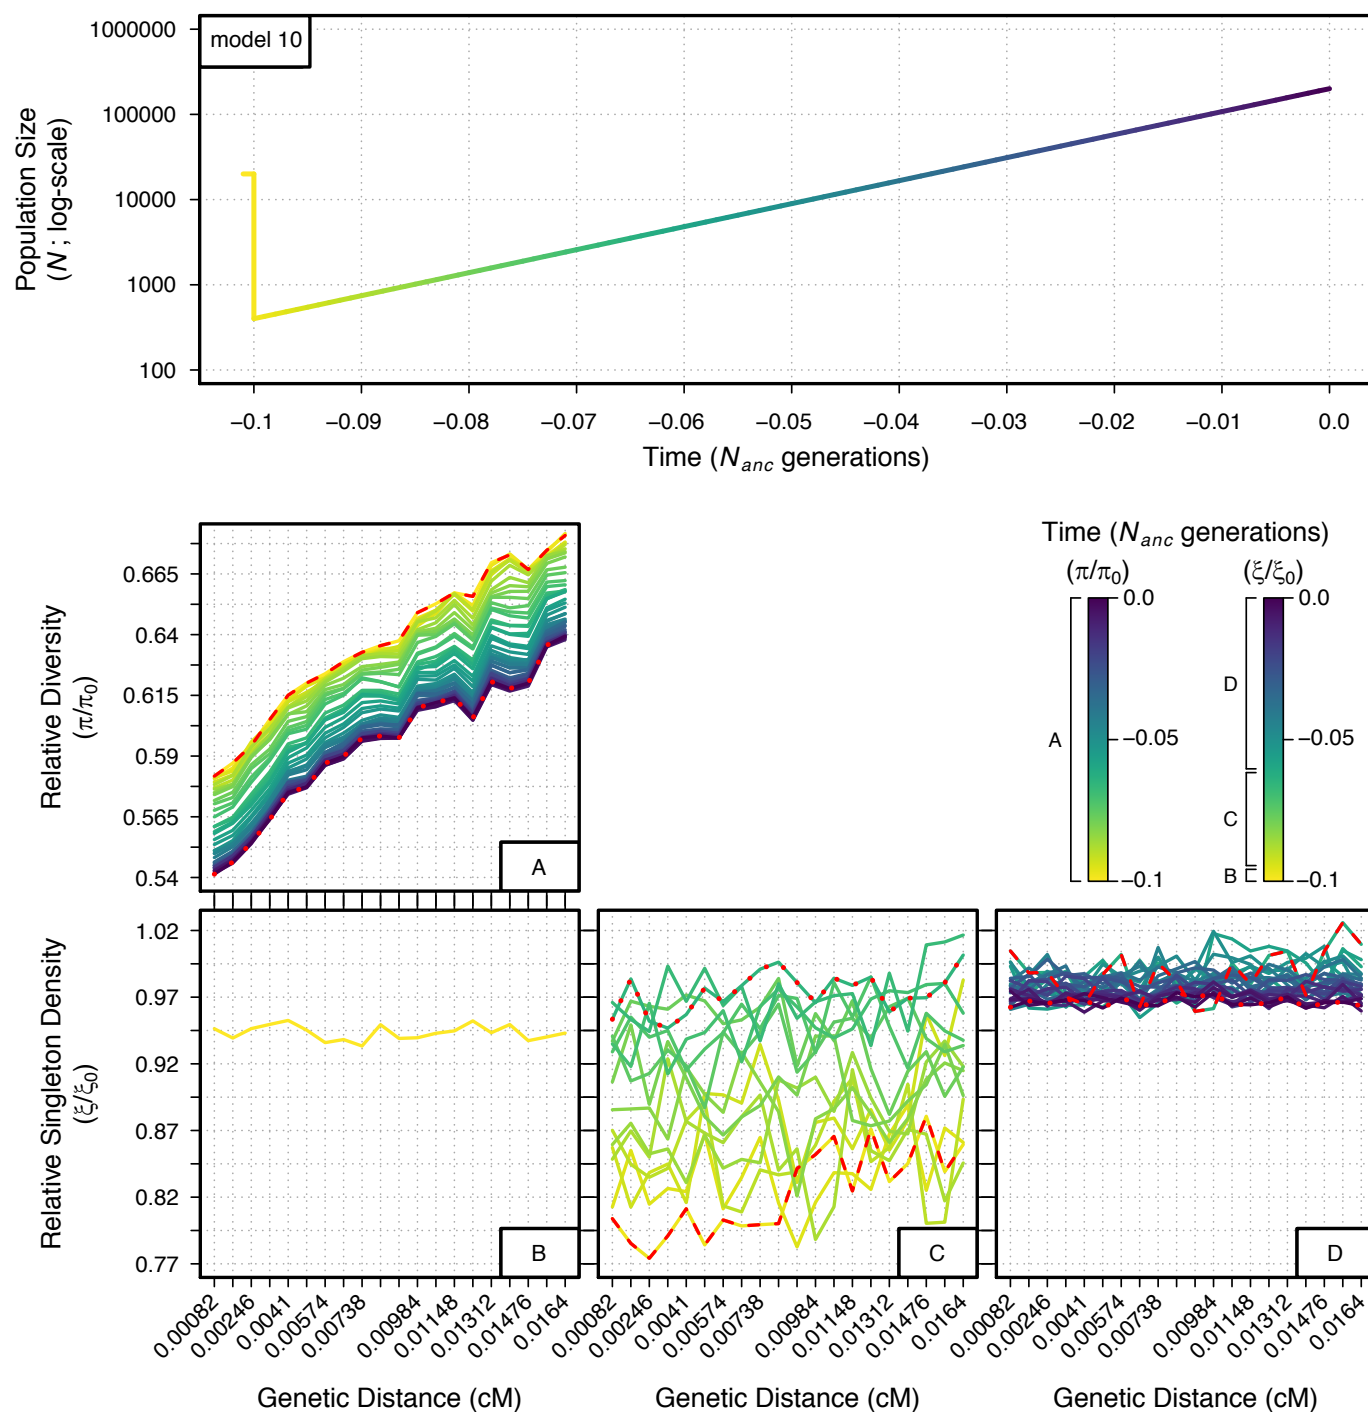 model 10
1000000
100000
10000
1000
100
Population Size
(N ; log-scale)
−0.1 −0.09 −0.08 −0.07 −0.06 −0.05 −0.04 −0.03 −0.02 −0.01 0.0
Time (Nanc generations)
Time (Nanc generations)
(π/π0) (ξ/ξ0)
0.0 0.0
−0.05 −0.05
−0.1 −0.1
A
D
C
B
0.665
0.64
0.615
0.59
0.565
0.54
Relative Diversity
(π/π0)
A
1.02
0.97
0.92
0.87
0.82
0.77
Relative Singleton Density
(ξ/ξ0)
B C D
0.00082 0.00246 0.0041 0.00574 0.00738 0.00984 0.01148 0.01312 0.01476 0.0164
0.00082 0.00246 0.0041 0.00574 0.00738 0.00984 0.01148 0.01312 0.01476 0.0164
0.00082 0.00246 0.0041 0.00574 0.00738 0.00984 0.01148 0.01312 0.01476 0.0164
Genetic Distance (cM) Genetic Distance (cM) Genetic Distance (cM)